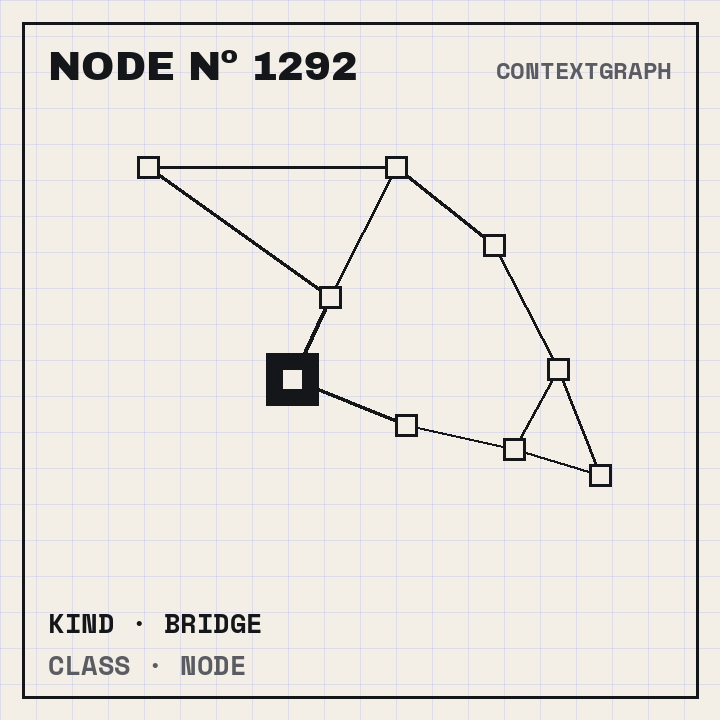 NODE Nº 1292
CONTEXTGRAPH
KIND · BRIDGE
CLASS · NODE